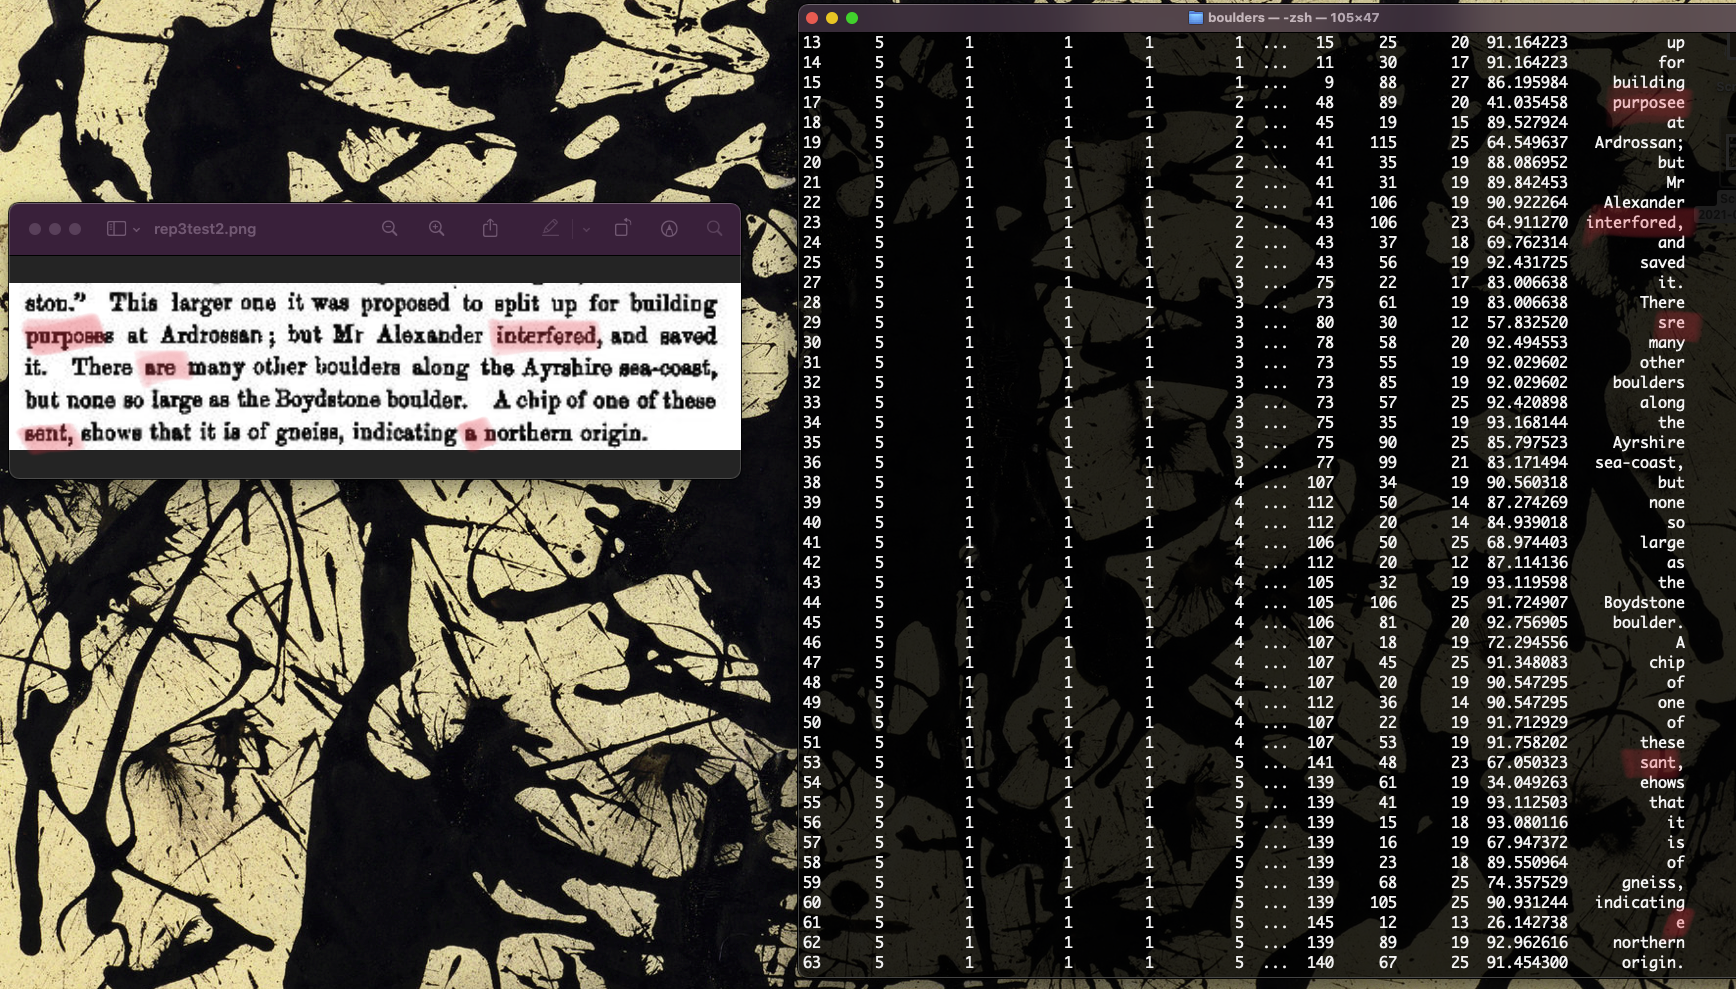 rep3test2.png
ston.” This larger one it was proposed to split up for building
purposes at Ardrossan; but Mr Alexander interfered, and saved
it. There are many other boulders along the Ayrshire sea-coast,
but none so large as the Boydstone boulder. A chip of one of these
sent, shows that it is of gneiss, indicating a northern origin.
boulders — -zsh — 105×47
13 5 1 1 1 1 ... 15 25 20 91.164223 up
14 5 1 1 1 1 ... 11 30 17 91.164223 for
15 5 1 1 1 1 ... 9 88 27 86.195984 building
17 5 1 1 1 2 ... 48 89 20 41.035458 purposee
18 5 1 1 1 2 ... 45 19 15 89.527924 at
19 5 1 1 1 2 ... 41 115 25 64.549637 Ardrossan;
20 5 1 1 1 2 ... 41 35 19 88.086952 but
21 5 1 1 1 2 ... 41 31 19 89.842453 Mr
22 5 1 1 1 2 ... 41 106 19 90.922264 Alexander
23 5 1 1 1 2 ... 43 106 23 64.911270 interfored,
24 5 1 1 1 2 ... 43 37 18 69.762314 and
25 5 1 1 1 2 ... 43 56 19 92.431725 saved
27 5 1 1 1 3 ... 75 22 17 83.006638 it.
28 5 1 1 1 3 ... 73 61 19 83.006638 There
29 5 1 1 1 3 ... 80 30 12 57.832520 sre
30 5 1 1 1 3 ... 78 58 20 92.494553 many
31 5 1 1 1 3 ... 73 55 19 92.029602 other
32 5 1 1 1 3 ... 73 85 19 92.029602 boulders
33 5 1 1 1 3 ... 73 57 25 92.420898 along
34 5 1 1 1 3 ... 75 35 19 93.168144 the
35 5 1 1 1 3 ... 75 90 25 85.797523 Ayrshire
36 5 1 1 1 3 ... 77 99 21 83.171494 sea-coast,
38 5 1 1 1 4 ... 107 34 19 90.560318 but
39 5 1 1 1 4 ... 112 50 14 87.274269 none
40 5 1 1 1 4 ... 112 20 14 84.939018 so
41 5 1 1 1 4 ... 106 50 25 68.974403 large
42 5 1 1 1 4 ... 112 20 12 87.114136 as
43 5 1 1 1 4 ... 105 32 19 93.119598 the
44 5 1 1 1 4 ... 105 106 25 91.724907 Boydstone
45 5 1 1 1 4 ... 106 81 20 92.756905 boulder.
46 5 1 1 1 4 ... 107 18 19 72.294556 A
47 5 1 1 1 4 ... 107 45 25 91.348083 chip
48 5 1 1 1 4 ... 107 20 19 90.547295 of
49 5 1 1 1 4 ... 112 36 14 90.547295 one
50 5 1 1 1 4 ... 107 22 19 91.712929 of
51 5 1 1 1 4 ... 107 53 19 91.758202 these
53 5 1 1 1 5 ... 141 48 23 67.050323 sant,
54 5 1 1 1 5 ... 139 61 19 34.049263 ehows
55 5 1 1 1 5 ... 139 41 19 93.112503 that
56 5 1 1 1 5 ... 139 15 18 93.080116 it
57 5 1 1 1 5 ... 139 16 19 67.947372 is
58 5 1 1 1 5 ... 139 23 18 89.550964 of
59 5 1 1 1 5 ... 139 68 25 74.357529 gneiss,
60 5 1 1 1 5 ... 139 105 25 90.931244 indicating
61 5 1 1 1 5 ... 145 12 13 26.142738 e
62 5 1 1 1 5 ... 139 89 19 92.962616 northern
63 5 1 1 1 5 ... 140 67 25 91.454300 origin.